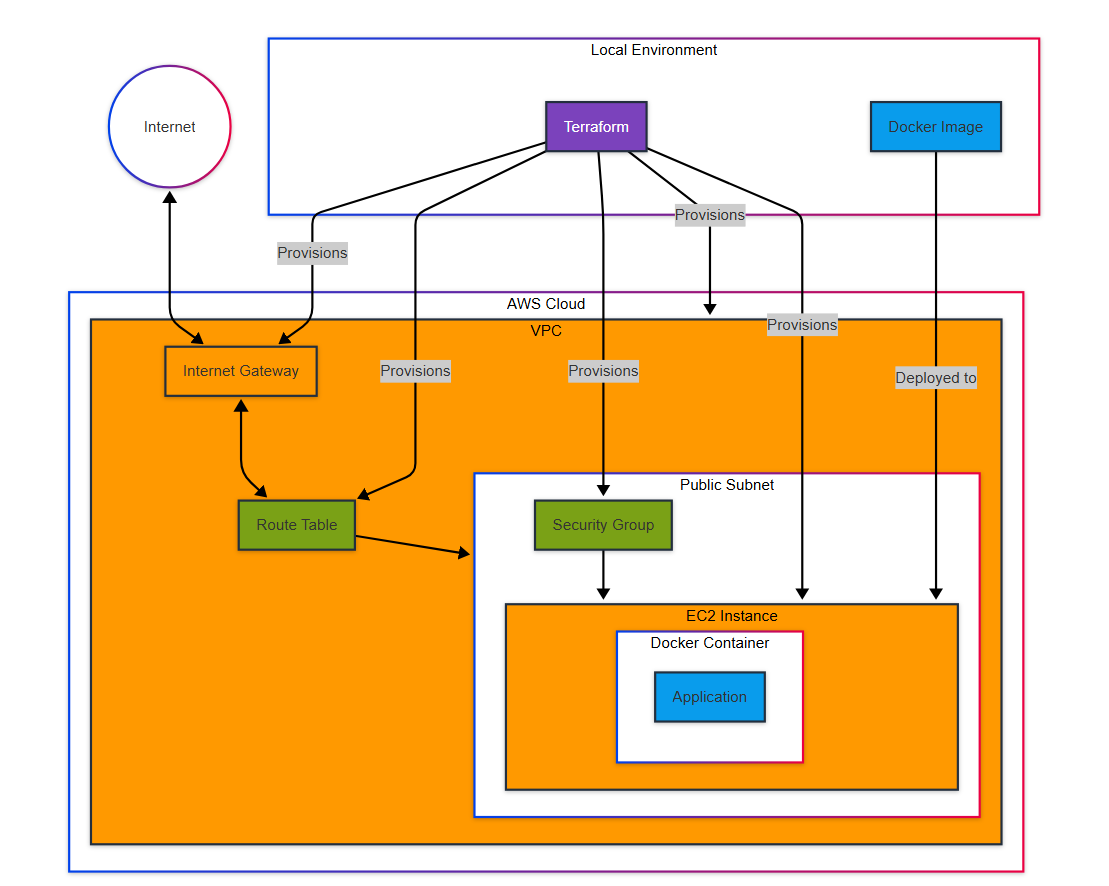 Local Environment
Internet
Terraform
Docker Image
Provisions
Provisions
AWS Cloud
Provisions
VPC
Internet Gateway
Provisions
Provisions
Deployed to
Public Subnet
Route Table
Security Group
EC2 Instance
Docker Container
Application